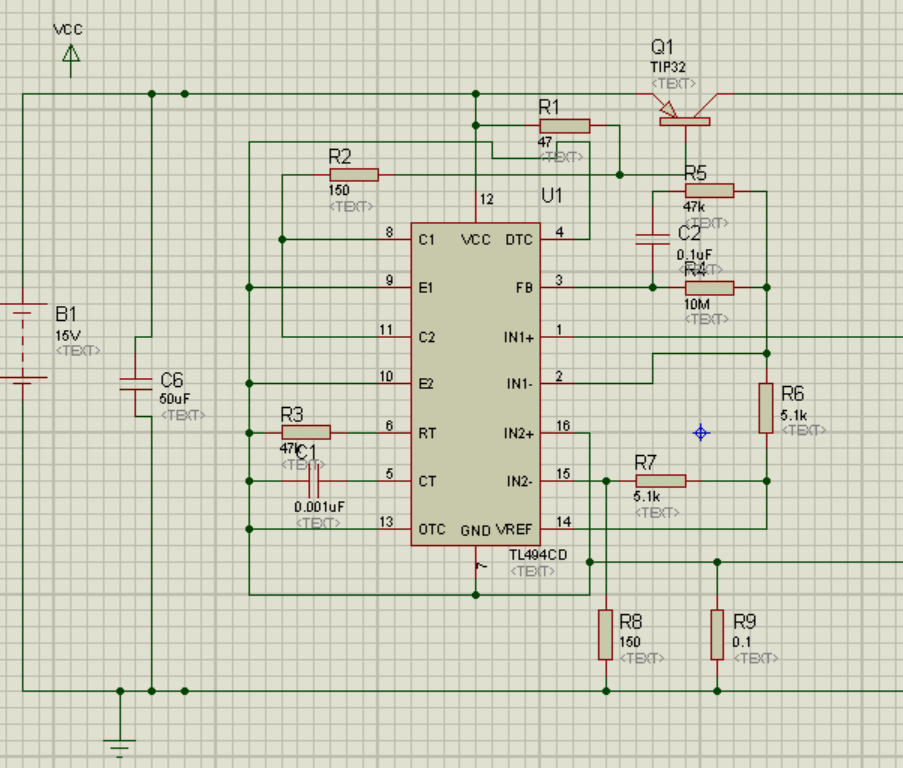 VCC
Q1
TIP32
<TEXT>
R1
47
<TEXT>
R2
150
<TEXT>
U1
12
R5
47k
<TEXT>
8
C1
VCC
DTC
4
C2
0.1uF
<TEXT>
R4
10M
<TEXT>
9
E1
FB
3
B1
15V
<TEXT>
11
C2
IN1+
1
C6
50uF
<TEXT>
10
E2
IN1-
2
R6
5.1k
<TEXT>
R3
47k
<TEXT>
6
RT
IN2+
16
C1
0.001uF
<TEXT>
5
CT
IN2-
15
R7
5.1k
<TEXT>
13
OTC
GND
VREF
14
7
TL494CD
<TEXT>
R8
150
<TEXT>
R9
0.1
<TEXT>